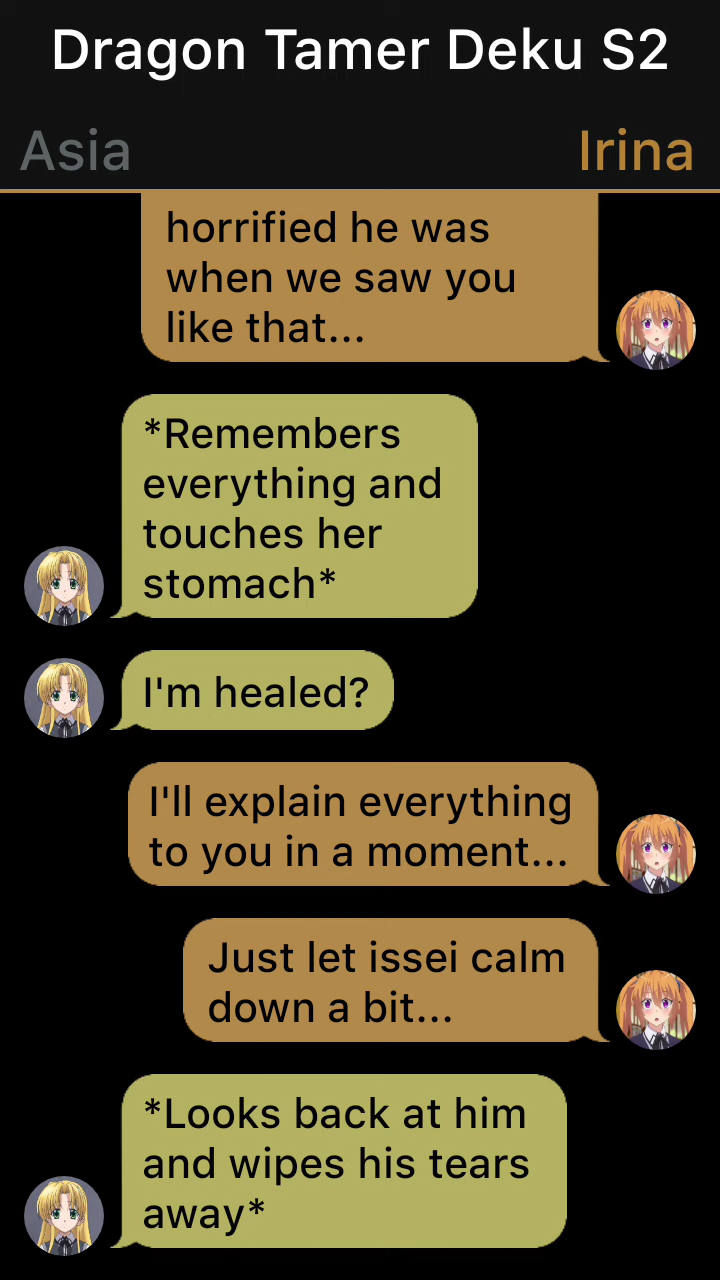 Dragon Tamer Deku S2
Asia
Irina
horrified he was
when we saw you
like that...
*Remembers
everything and
touches her
stomach*
I'm healed?
I'll explain everything
to you in a moment...
Just let issei calm
down a bit...
*Looks back at him
and wipes his tears
away*